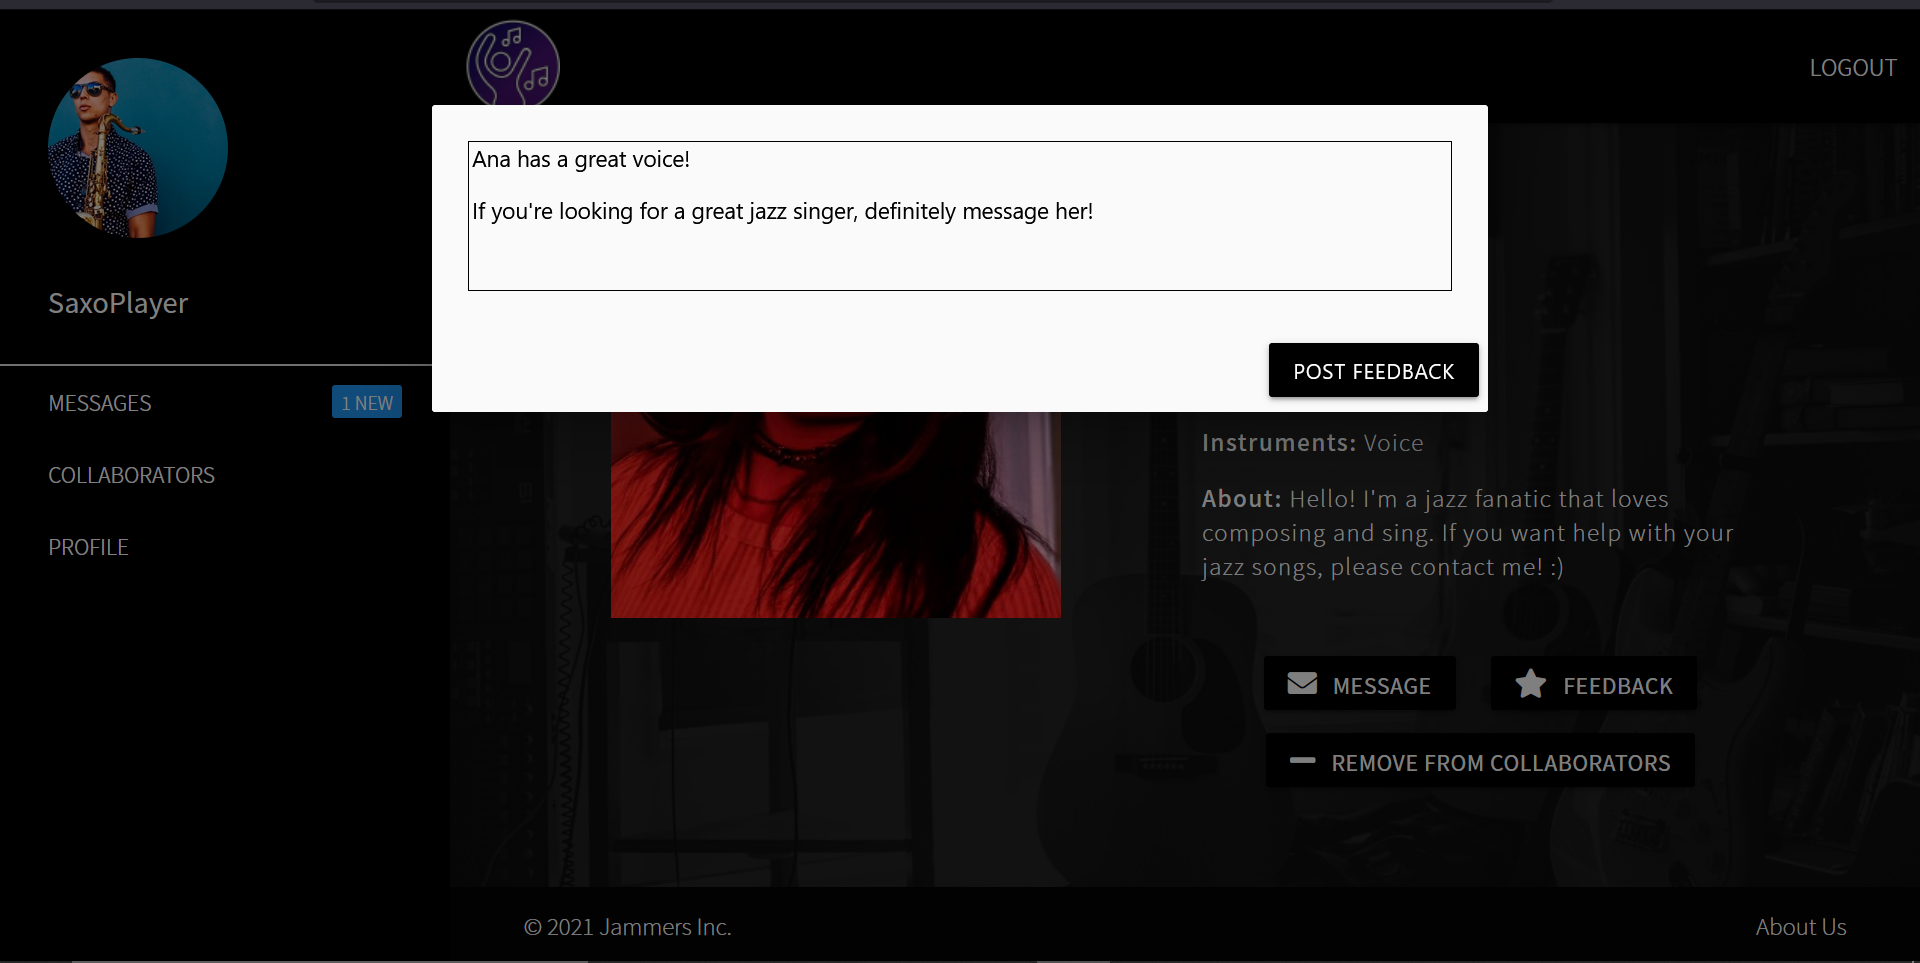 LOGOUT
Ana has a great voice!
If you're looking for a great jazz singer, definitely message her!
POST FEEDBACK
SaxoPlayer
MESSAGES
1 NEW
COLLABORATORS
PROFILE
Instruments: Voice
About: Hello! I'm a jazz fanatic that loves
composing and sing. If you want help with your
jazz songs, please contact me! :)
MESSAGE
FEEDBACK
REMOVE FROM COLLABORATORS
© 2021 Jammers Inc.
About Us